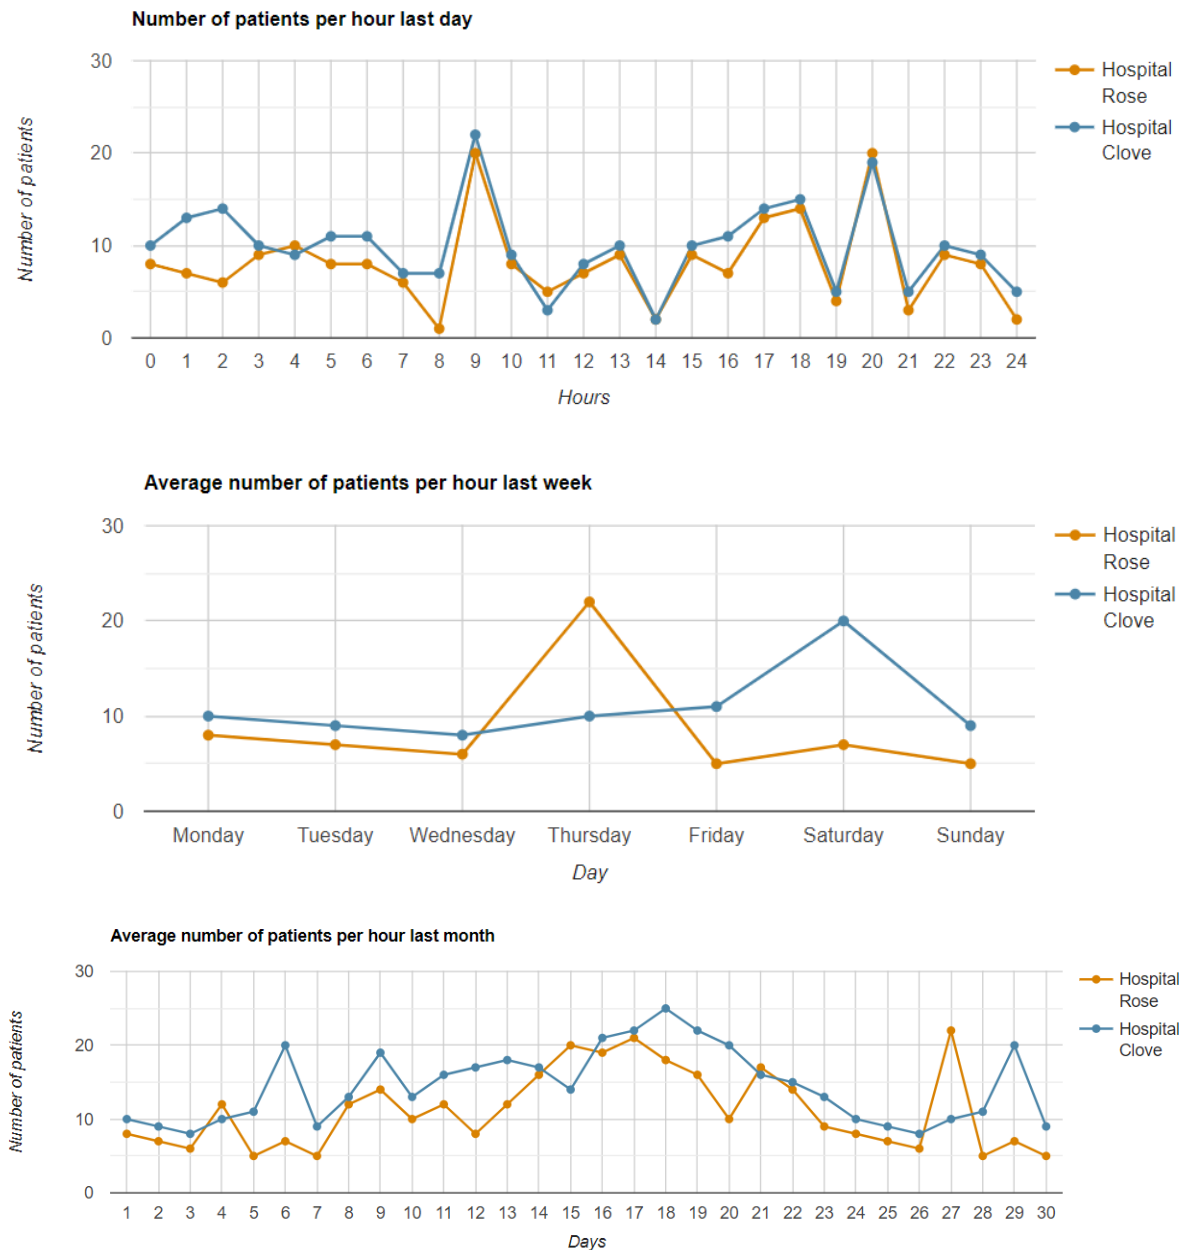 Number of patients per hour last day
30
20
10
0
Number of patients
0 1 2 3 4 5 6 7 8 9 10 11 12 13 14 15 16 17 18 19 20 21 22 23 24
Hours
Hospital
Rose
Hospital
Clove
Average number of patients per hour last week
30
20
10
0
Number of patients
Monday Tuesday Wednesday Thursday Friday Saturday Sunday
Day
Hospital
Rose
Hospital
Clove
Average number of patients per hour last month
30
20
10
0
Number of patients
1 2 3 4 5 6 7 8 9 10 11 12 13 14 15 16 17 18 19 20 21 22 23 24 25 26 27 28 29 30
Days
Hospital
Rose
Hospital
Clove